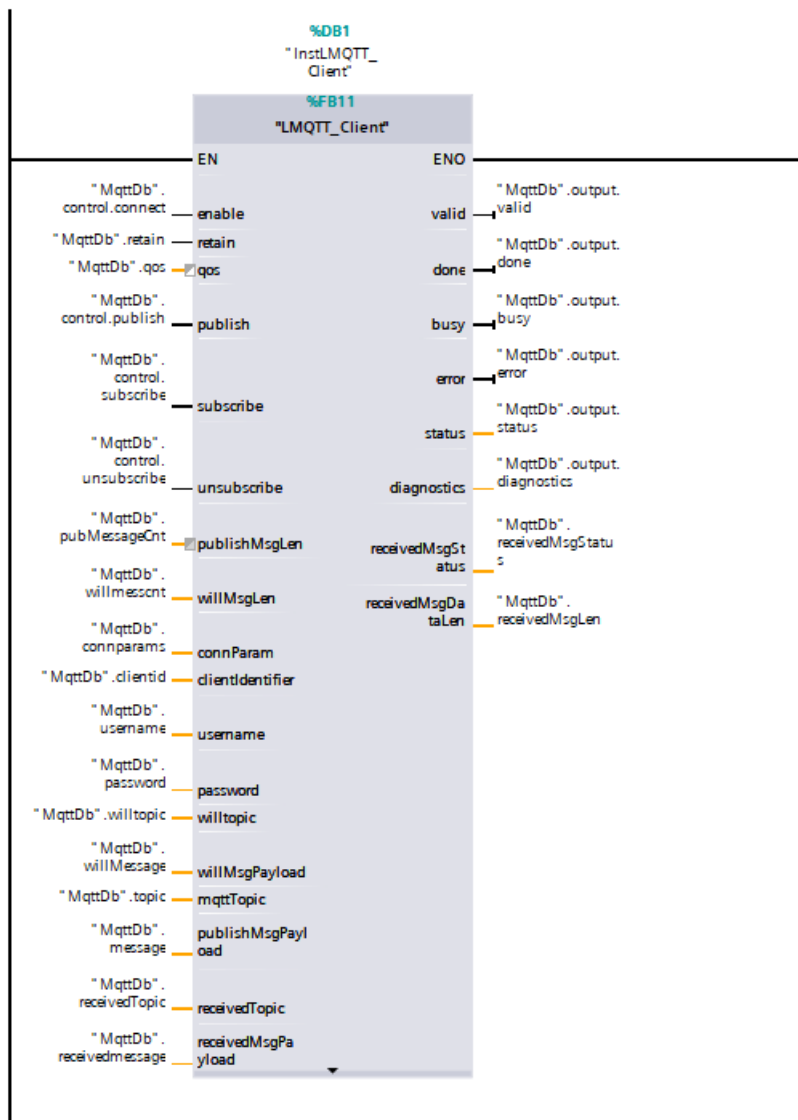 %DB1
"InstLMQTT_
Client"
%FB11
"LMQTT_Client"
EN
ENO
"MqttDb".
control.connect
enable
valid
"MqttDb".output.
valid
"MqttDb".retain
retain
"MqttDb".qos
qos
done
"MqttDb".output.
done
"MqttDb".
control.publish
publish
busy
"MqttDb".output.
busy
"MqttDb".
control.
subscribe
subscribe
error
"MqttDb".output.
error
status
"MqttDb".output.
status
"MqttDb".
control.
unsubscribe
unsubscribe
diagnostics
"MqttDb".output.
diagnostics
"MqttDb".
pubMessageCnt
publishMsgLen
receivedMsgSt
atus
"MqttDb".
receivedMsgStatu
s
"MqttDb".
willmesscnt
willMsgLen
receivedMsgDa
taLen
"MqttDb".
receivedMsgLen
"MqttDb".
connparams
connParam
"MqttDb".clientid
clientIdentifier
"MqttDb".
username
username
"MqttDb".
password
password
"MqttDb".willtopic
willtopic
"MqttDb".
willMessage
willMsgPayload
"MqttDb".topic
mqttTopic
"MqttDb".
message
publishMsgPayl
oad
"MqttDb".
receivedTopic
receivedTopic
"MqttDb".
receivedmessage
receivedMsgPa
yload